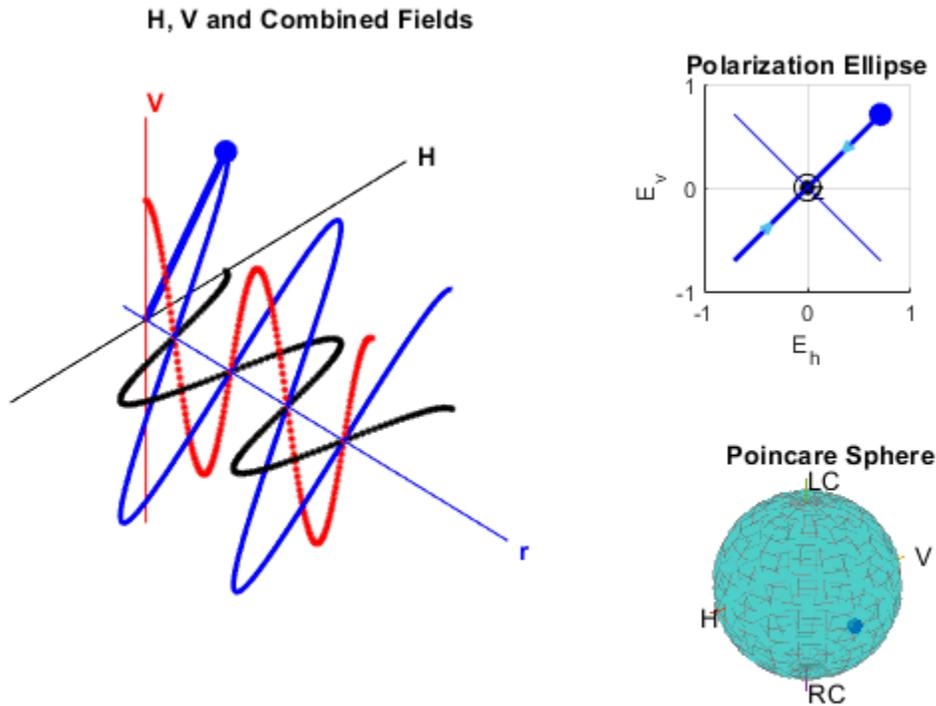 H, V and Combined Fields
V
H
r
Polarization Ellipse
1
0
-1
E_v
-1
0
1
E_h
Poincare Sphere
LC
V
H
RC